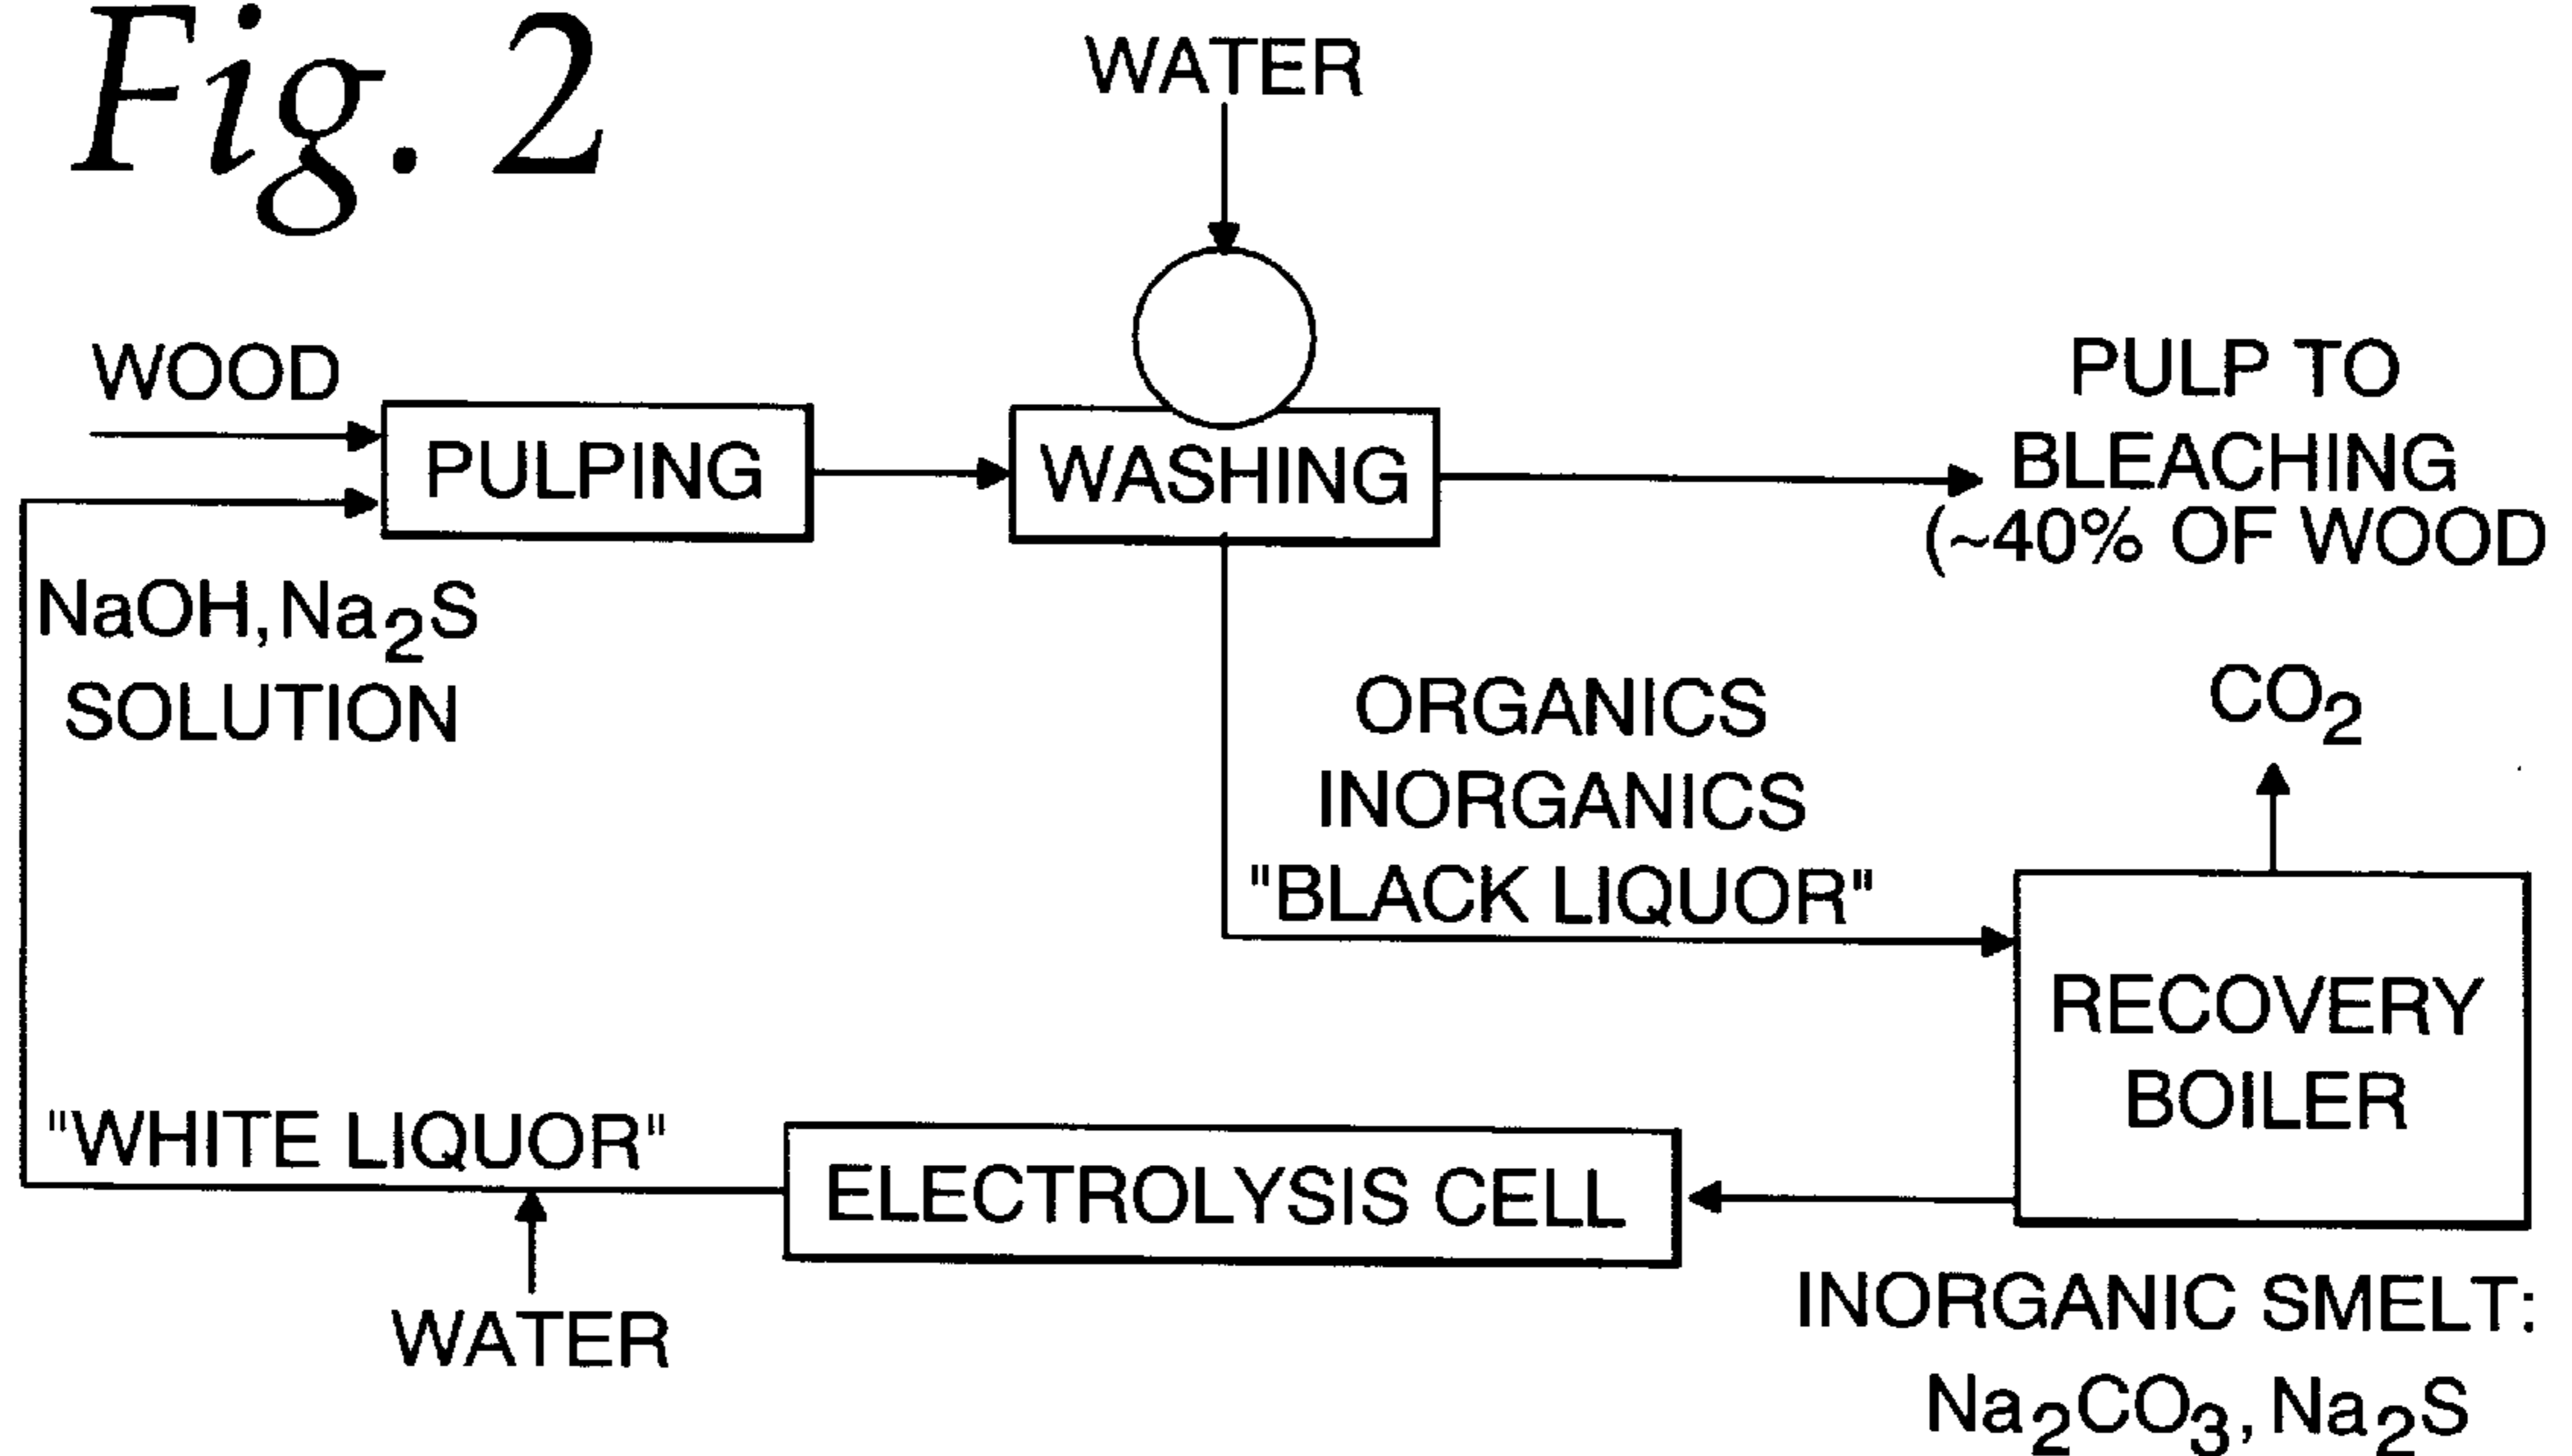 Fig. 2
WATER
WOOD
PULPING
WASHING
PULP TO
BLEACHING
(~40% OF WOOD
NaOH, Na₂S
SOLUTION
ORGANICS
INORGANICS
"BLACK LIQUOR"
CO₂
RECOVERY
BOILER
"WHITE LIQUOR"
ELECTROLYSIS CELL
WATER
INORGANIC SMELT:
Na₂CO₃, Na₂S